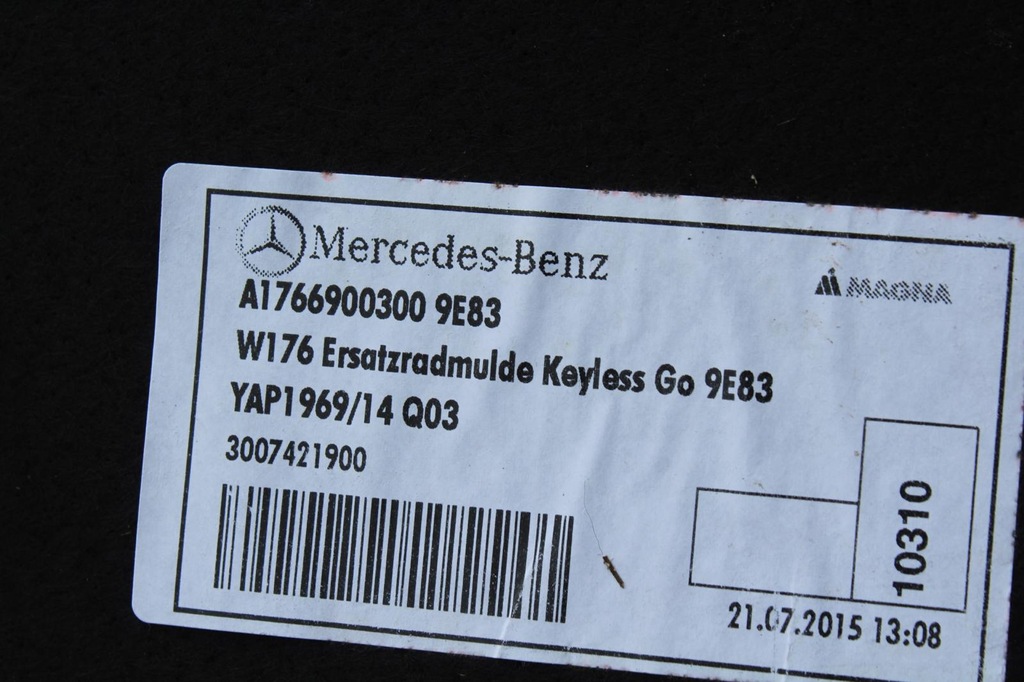 Mercedes-Benz
MAGNA
A1766900300 9E83
W176 Ersatzradmulde Keyless Go 9E83
YAP1969/14 Q03
3007421900
10310
21.07.2015 13:08